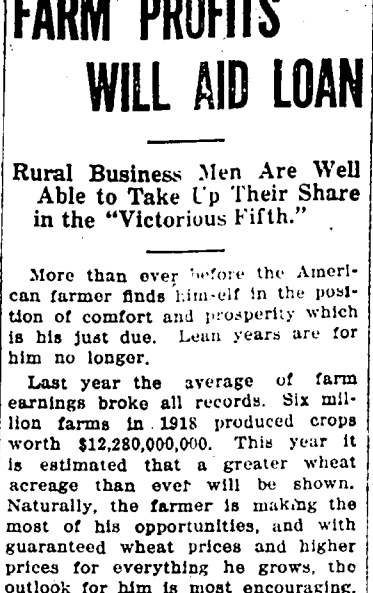 FARM PROFITS
WILL AID LOAN
Rural Business Men Are Well
Able to Take Up Their Share
in the "Victorious Fifth."
More than ever before the Ameri-
can farmer finds himself in the posi-
tion of comfort and prosperity which
is his just due. Lean years are for
him no longer.
Last year the average of farm
earnings broke all records. Six mil-
lion farms in 1918 produced crops
worth $12,280,000,000. This year it
is estimated that a greater wheat
acreage than ever will be shown.
Naturally, the farmer is making the
most of his opportunities, and with
guaranteed wheat prices and higher
prices for everything he grows, the
outlook for him is most encouraging.